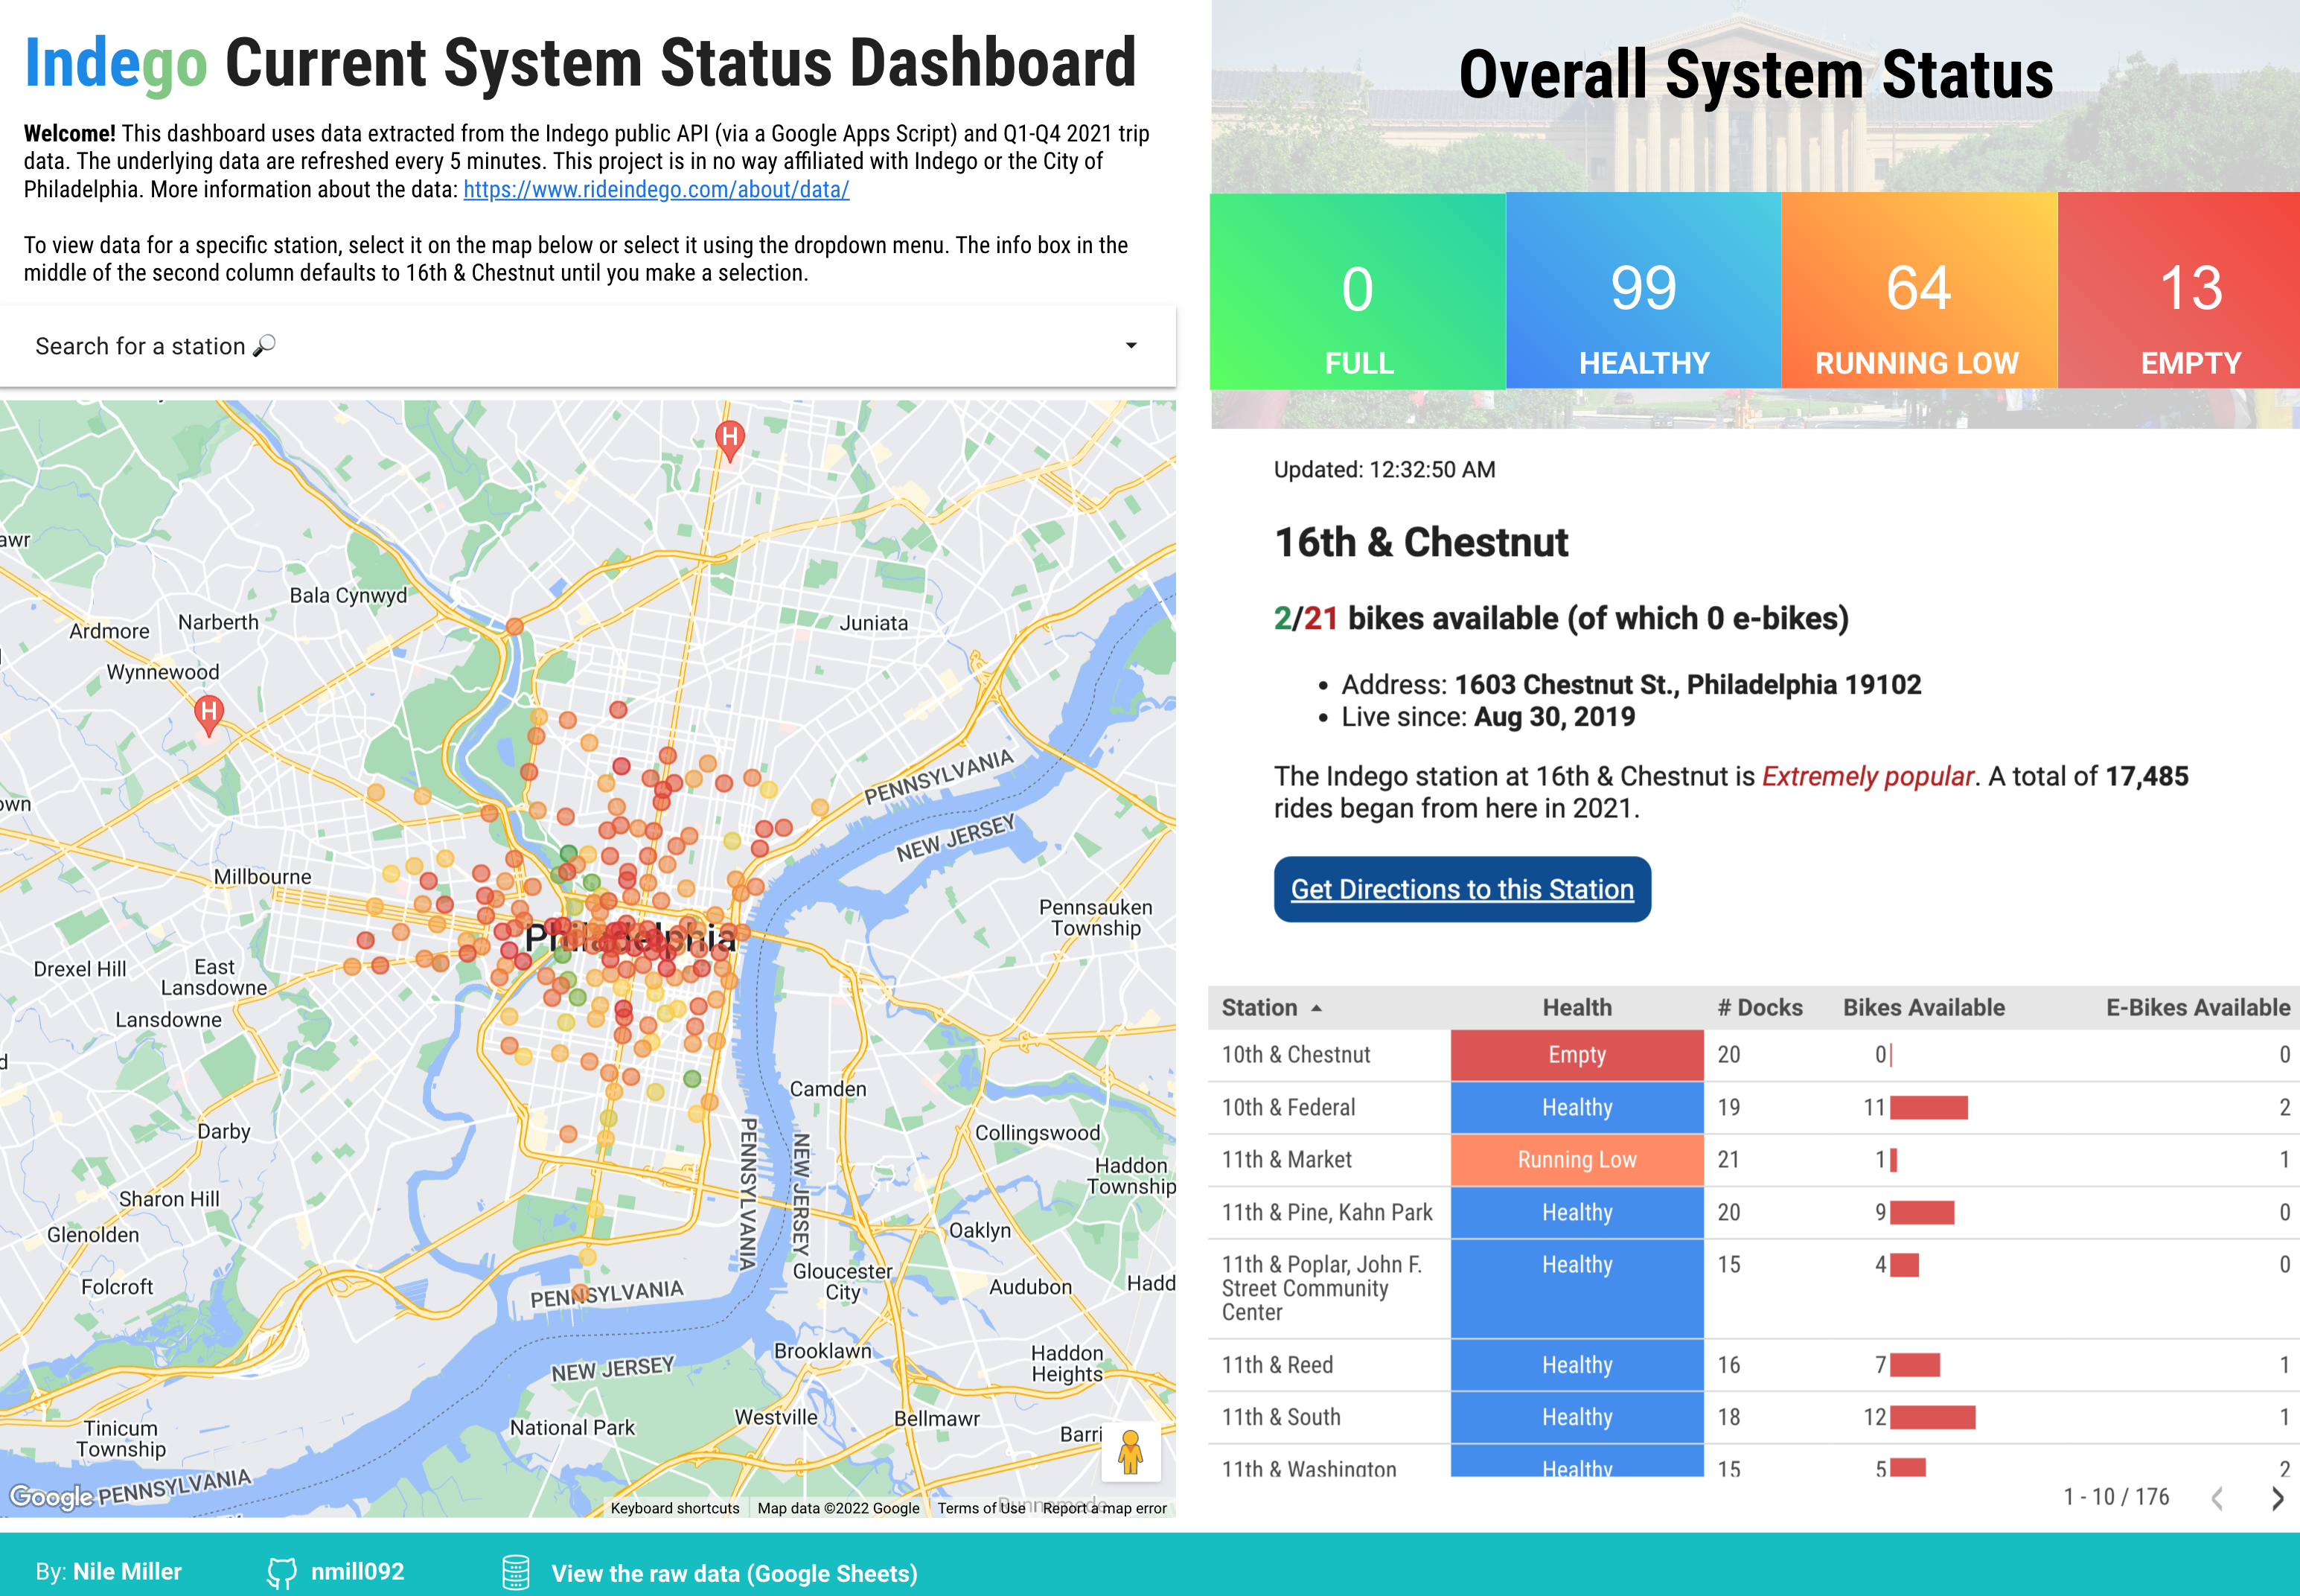 Indego Current System Status Dashboard
Welcome! This dashboard uses data extracted from the Indego public API (via a Google Apps Script) and Q1-Q4 2021 trip
data. The underlying data are refreshed every 5 minutes. This project is in no way affiliated with Indego or the City of
Philadelphia. More information about the data: https://www.rideindego.com/about/data/
To view data for a specific station, select it on the map below or select it using the dropdown menu. The info box in the
middle of the second column defaults to 16th & Chestnut until you make a selection.
Search for a station
H
awr
Bala Cynwyd
Narberth
Ardmore
Juniata
Wynnewood
H
PENNSYLVANIA
own
NEW JERSEY
Millbourne
Pennsauken
Township
Philadelphia
Drexel Hill
East
Lansdowne
Lansdowne
d
Camden
Darby
Collingswood
PENNSYLVANIA
NEW JERSEY
Haddon
Township
Sharon Hill
Glenolden
Oaklyn
Folcroft
PENNSYLVANIA
Gloucester
City
Audubon
Hadd
NEW JERSEY
Brooklawn
Haddon
Heights
Tinicum
Township
National Park
Westville
Bellmawr
Barri
Google
PENNSYLVANIA
Keyboard shortcuts
Map data ©2022 Google
Terms of Use
Report a map error
Overall System Status
0 99 64 13
FULL HEALTHY RUNNING LOW EMPTY
Updated: 12:32:50 AM
16th & Chestnut
2/21 bikes available (of which 0 e-bikes)
• Address: 1603 Chestnut St., Philadelphia 19102
• Live since: Aug 30, 2019
The Indego station at 16th & Chestnut is Extremely popular. A total of 17,485
rides began from here in 2021.
Get Directions to this Station
Station Health # Docks Bikes Available E-Bikes Available
10th & Chestnut Empty 20 0 0
10th & Federal Healthy 19 11 2
11th & Market Running Low 21 1 1
11th & Pine, Kahn Park Healthy 20 9 0
11th & Poplar, John F. Healthy 15 4 0
Street Community
Center
11th & Reed Healthy 16 7 1
11th & South Healthy 18 12 1
11th & Washington Healthy 15 5 2
1 - 10 / 176
By: Nile Miller
nmill092
View the raw data (Google Sheets)